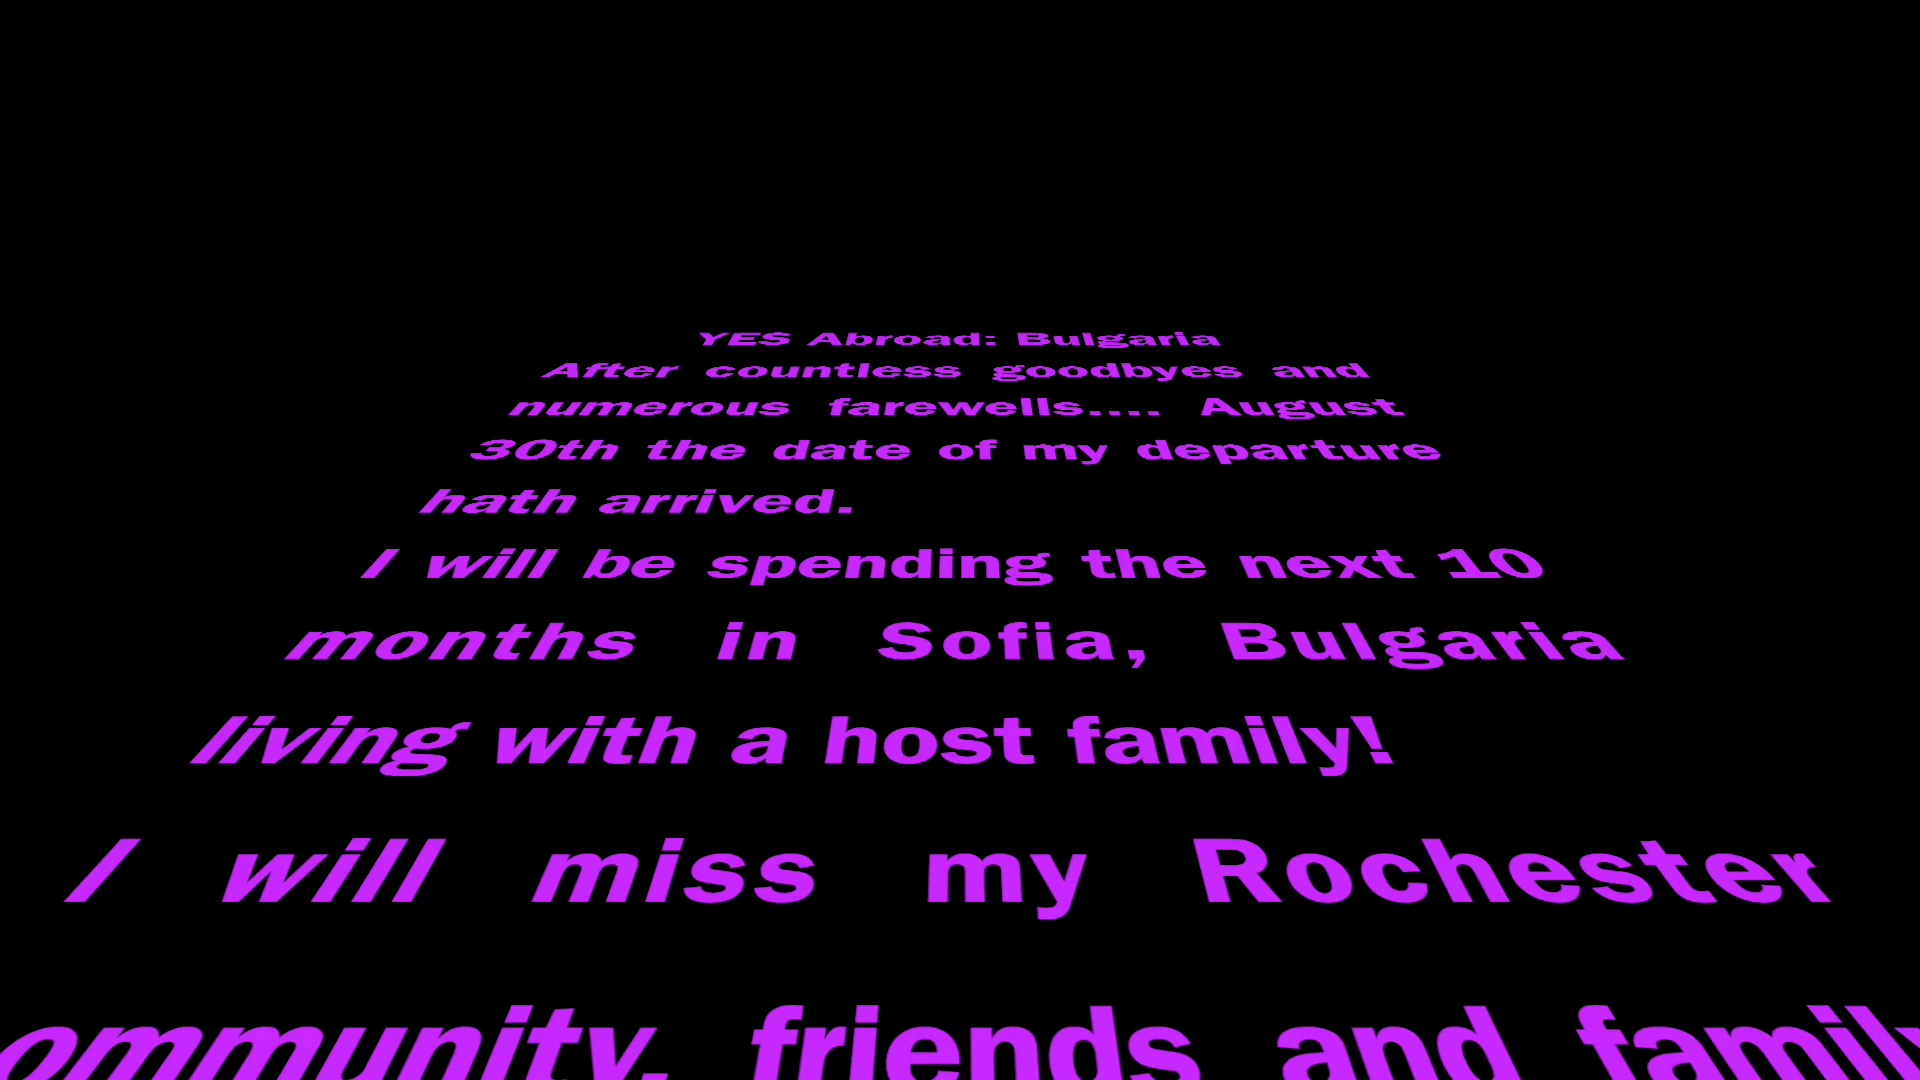 YES Abroad: Bulgaria
After countless goodbyes and
numerous farewells.... August
30th the date of my departure
hath arrived.
I will be spending the next 10
months in Sofia, Bulgaria
living with a host family!
I will miss my Rochester
ommunity, friends and family